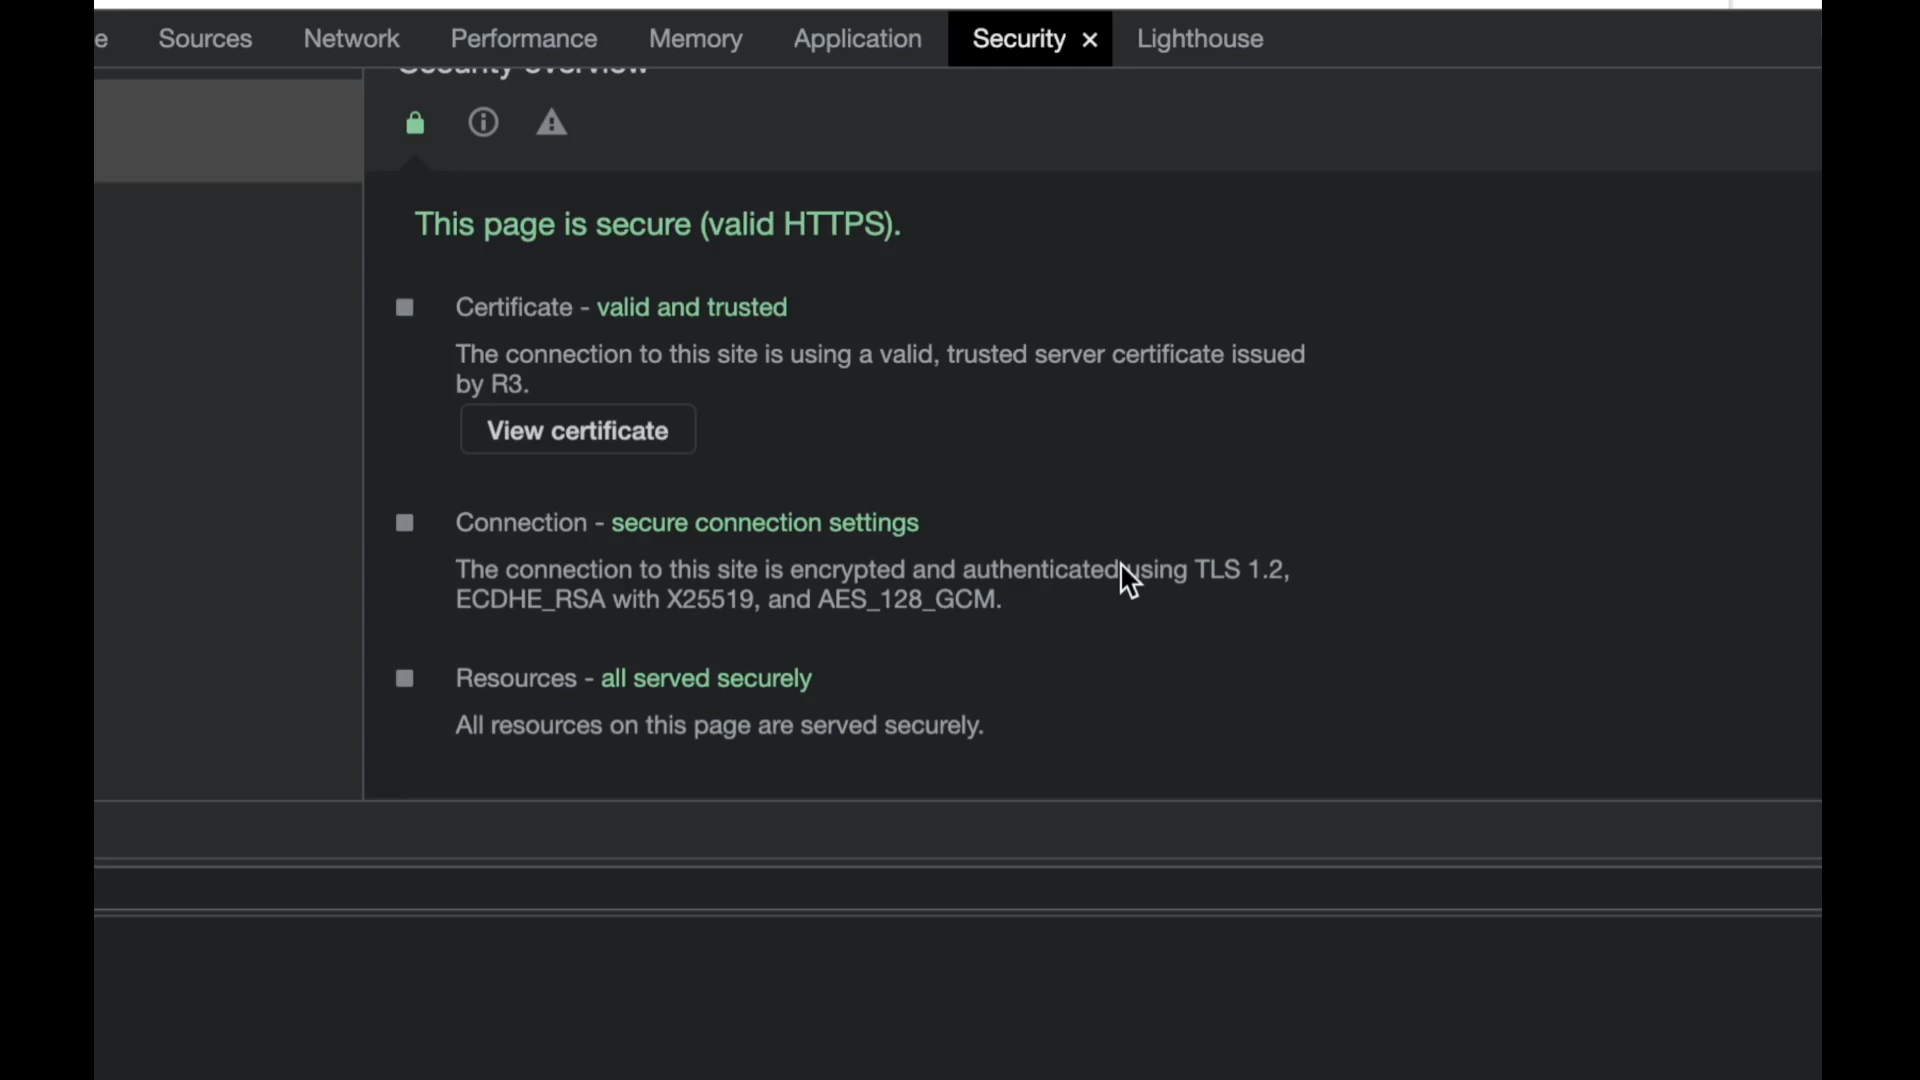 e Sources Network Performance Memory Application Security × Lighthouse
Security overview
This page is secure (valid HTTPS).
Certificate - valid and trusted
The connection to this site is using a valid, trusted server certificate issued
by R3.
View certificate
Connection - secure connection settings
The connection to this site is encrypted and authenticated using TLS 1.2,
ECDHE_RSA with X25519, and AES_128_GCM.
Resources - all served securely
All resources on this page are served securely.